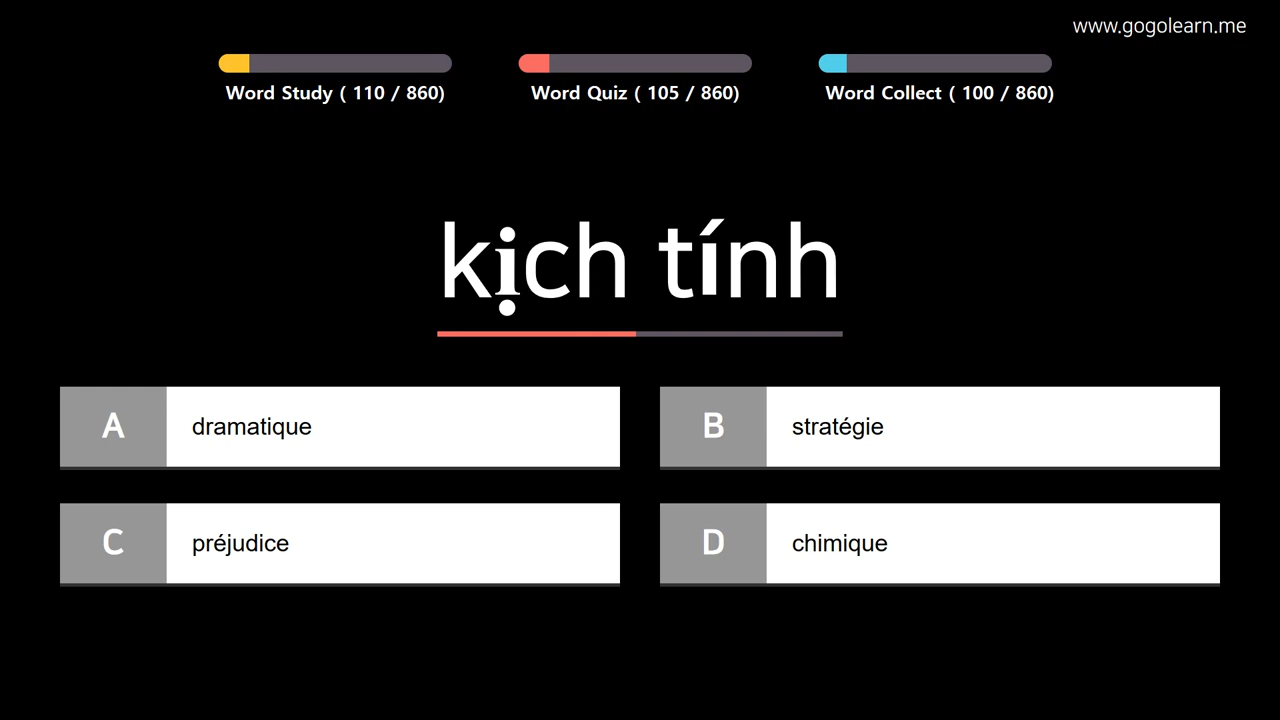 www.gogolearn.me
Word Study ( 110 / 860)
Word Quiz ( 105 / 860)
Word Collect ( 100 / 860)
kịch tính
A dramatique
B stratégie
C préjudice
D chimique